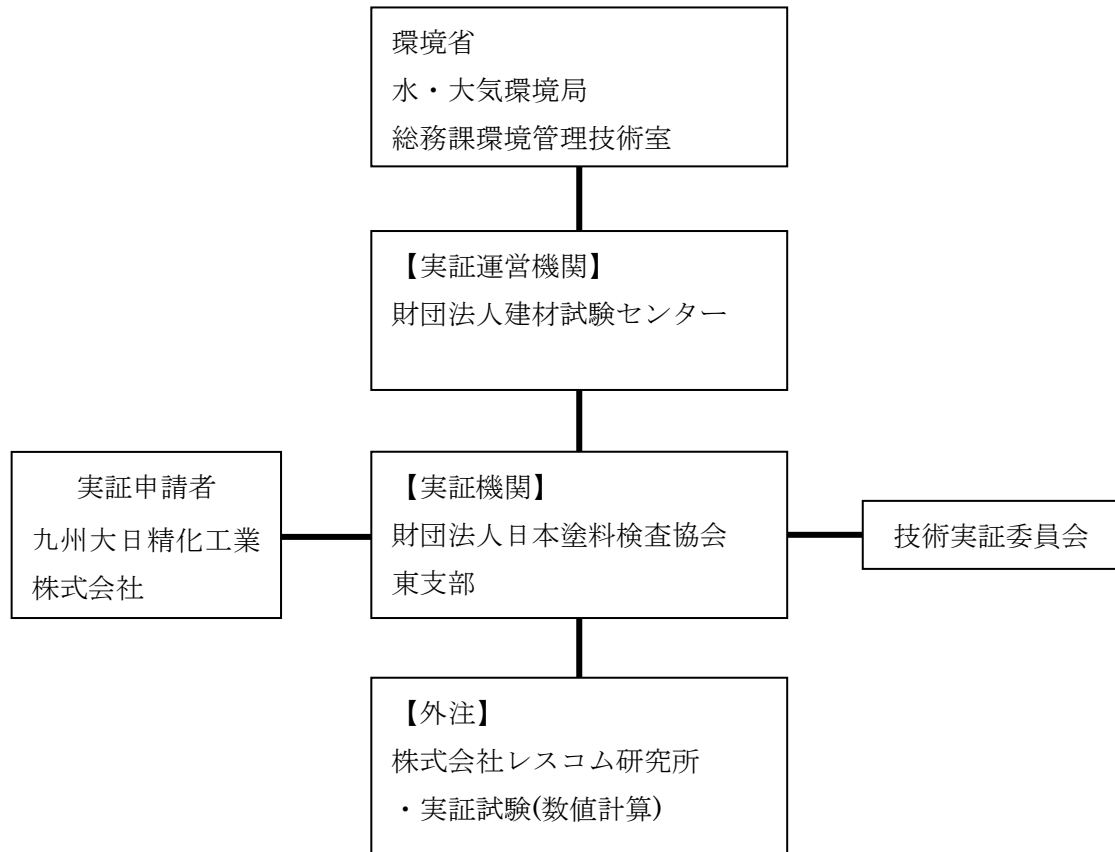 環境省
水・大気環境局
総務課環境管理技術室
【実証運営機関】
財団法人建材試験センター
実証申請者
九州大日精化工業
株式会社
【実証機関】
財団法人日本塗料検査協会
東支部
技術実証委員会
【外注】
株式会社レスコム研究所
・実証試験(数値計算)